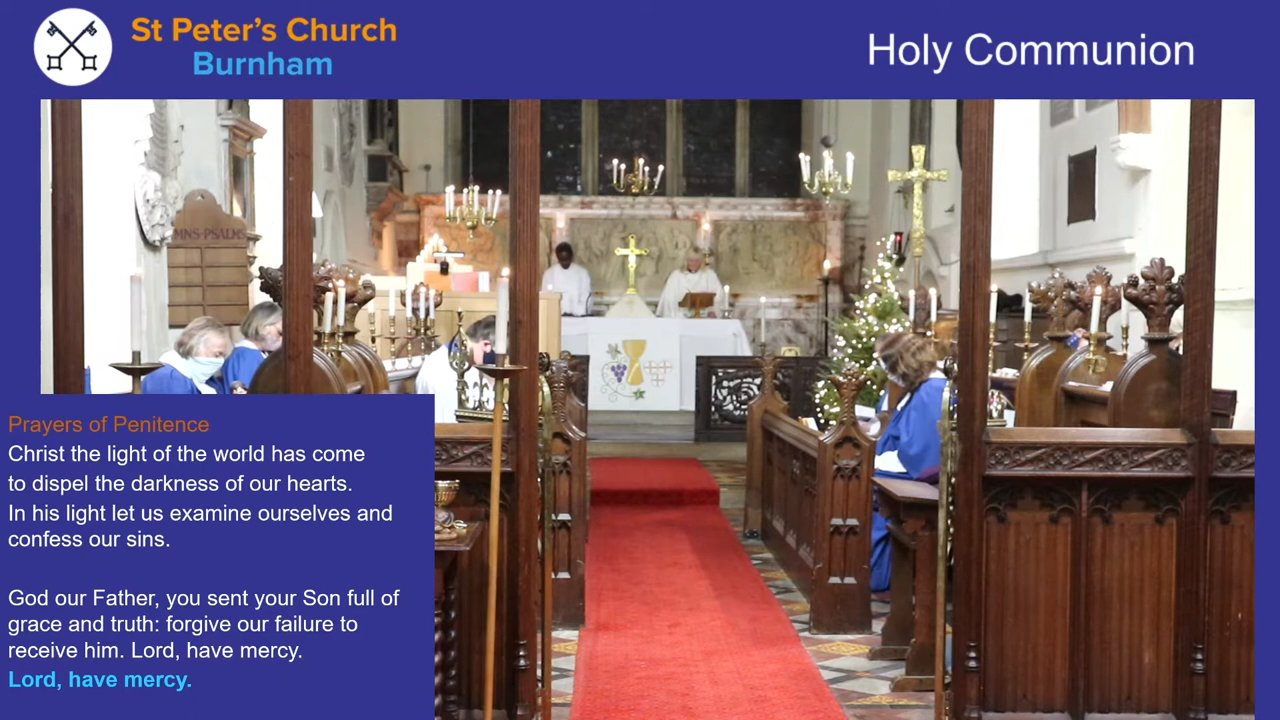 St Peter's Church
Burnham
Holy Communion
MNS-PSALMS
Prayers of Penitence
Christ the light of the world has come
to dispel the darkness of our hearts.
In his light let us examine ourselves and
confess our sins.
God our Father, you sent your Son full of
grace and truth: forgive our failure to
receive him. Lord, have mercy.
Lord, have mercy.